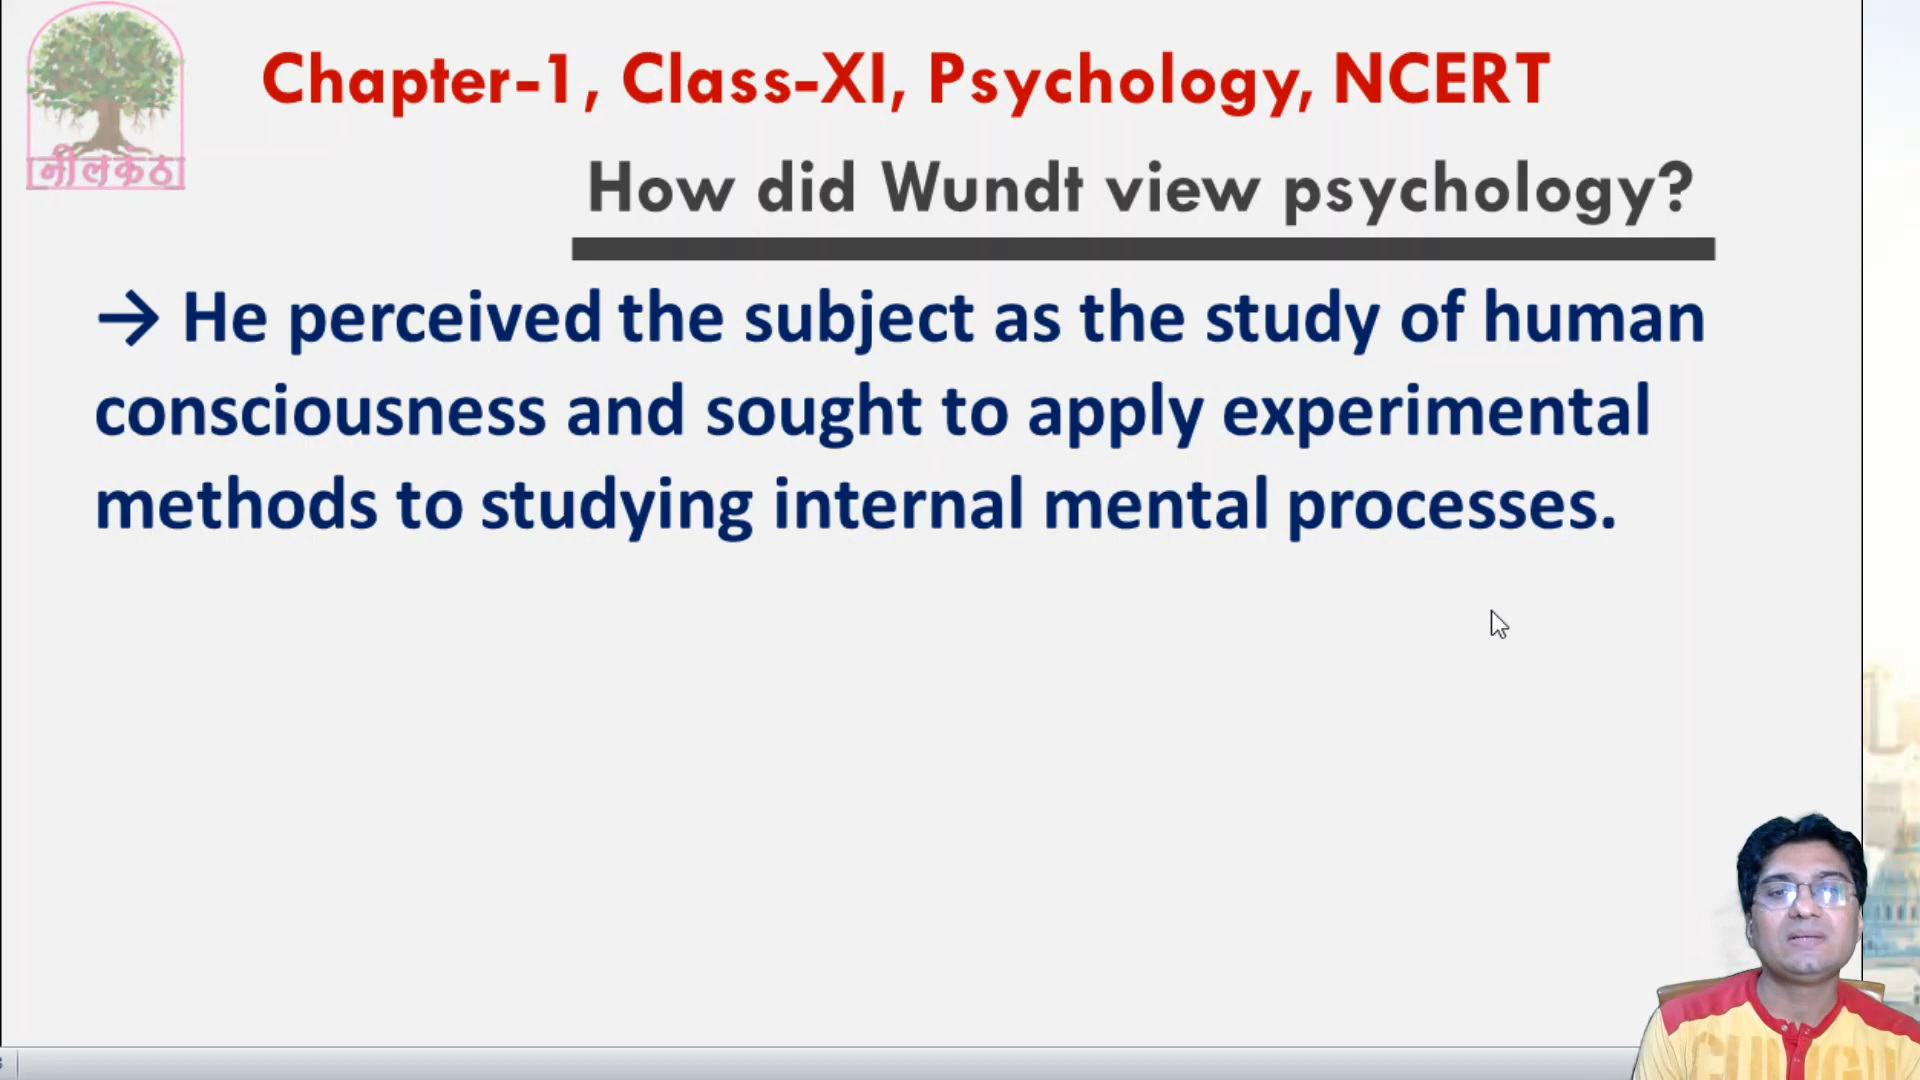 नीलकंठ
Chapter-1, Class-XI, Psychology, NCERT
How did Wundt view psychology?
→ He perceived the subject as the study of human
consciousness and sought to apply experimental
methods to studying internal mental processes.